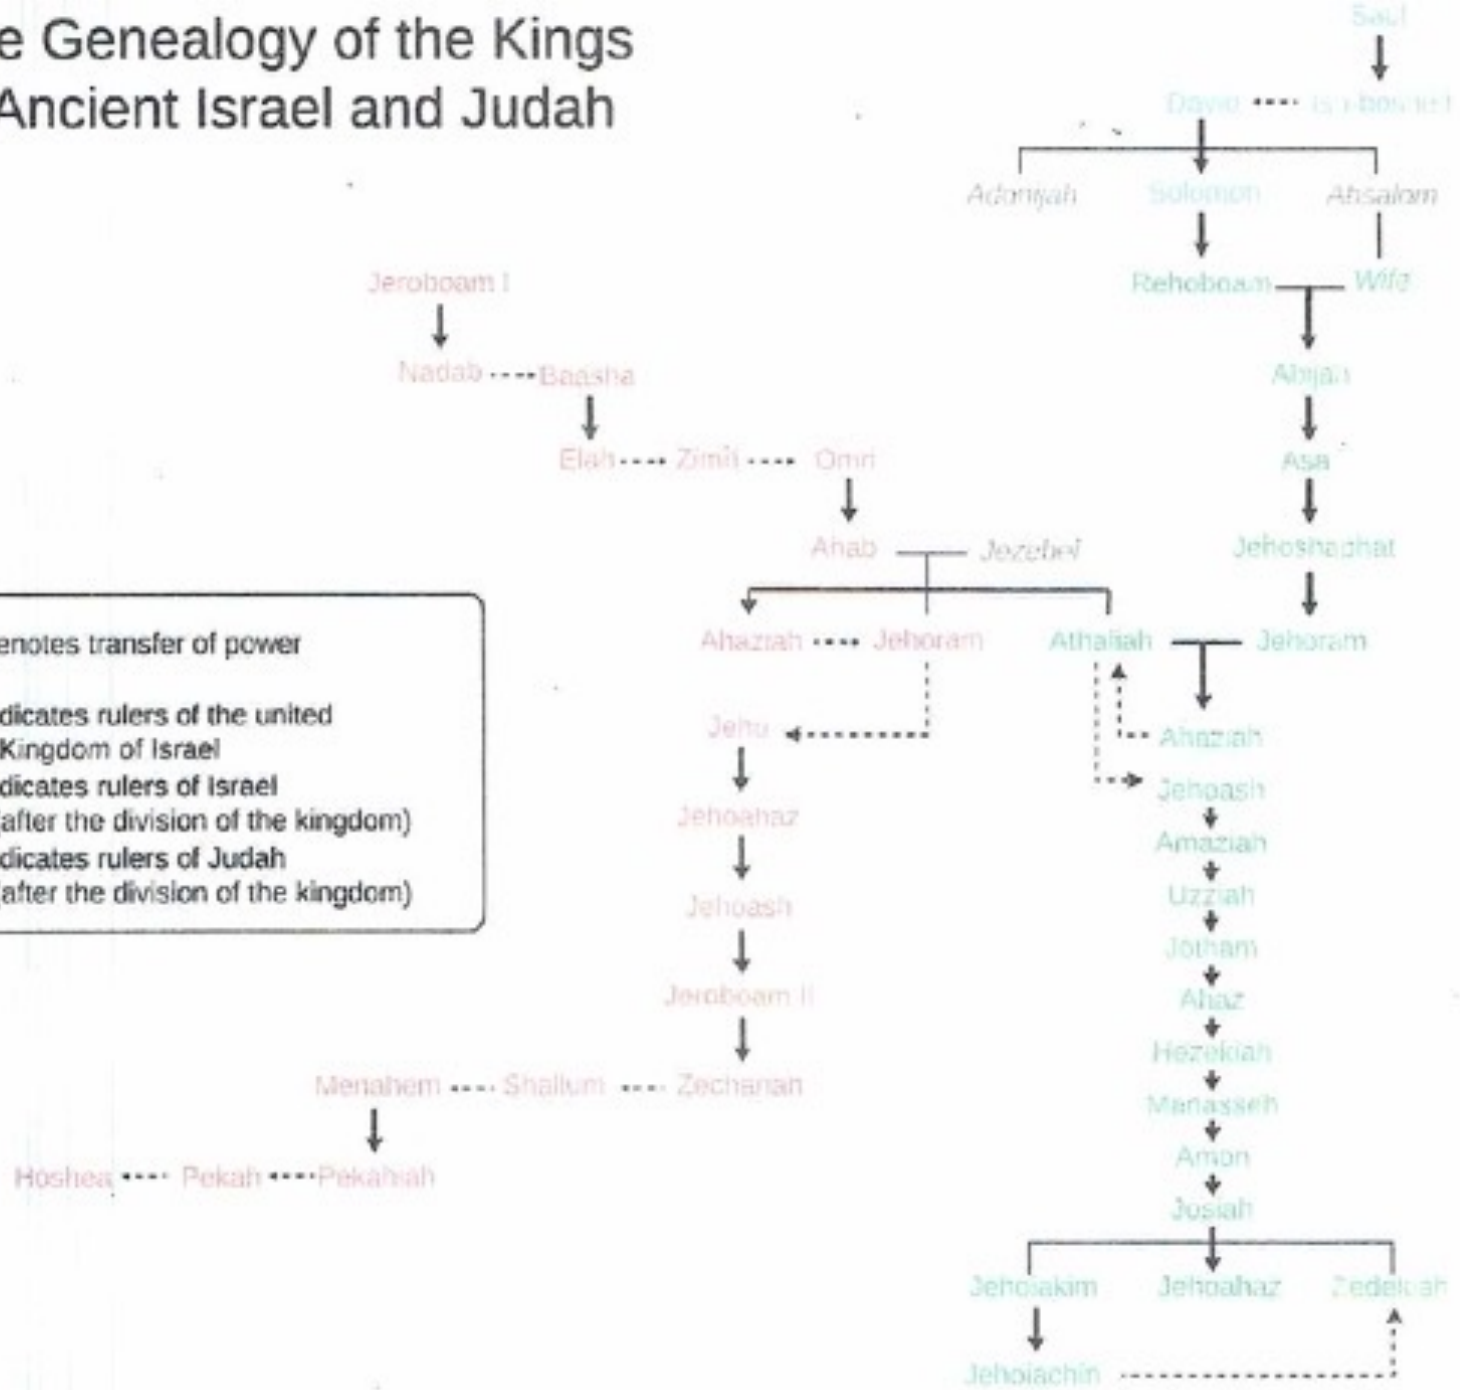 e Genealogy of the Kings
Ancient Israel and Judah
Saul
David
Adonijah Solomon Absalom
Jeroboam I
Rehoboam Wife
Nadab Baasha
Abijah
Elah Zimri Omri
Asa
Ahab Jezebel
Jehoshaphat
Ahaziah Jehoram Athaliah Jehoram
enotes transfer of power
dicates rulers of the united
Kingdom of Israel
dicates rulers of Israel
(after the division of the kingdom)
dicates rulers of Judah
(after the division of the kingdom)
Jehu
Ahaziah
Jehoash
Jehoahaz
Amaziah
Uzziah
Jehoash
Jotham
Jeroboam II
Ahaz
Hezekiah
Menahem Shallum Zechariah
Manasseh
Amon
Hoshea Pekah Pekahiah
Josiah
Jehoiakim Jehoahaz Zedekiah
Jehoiachin